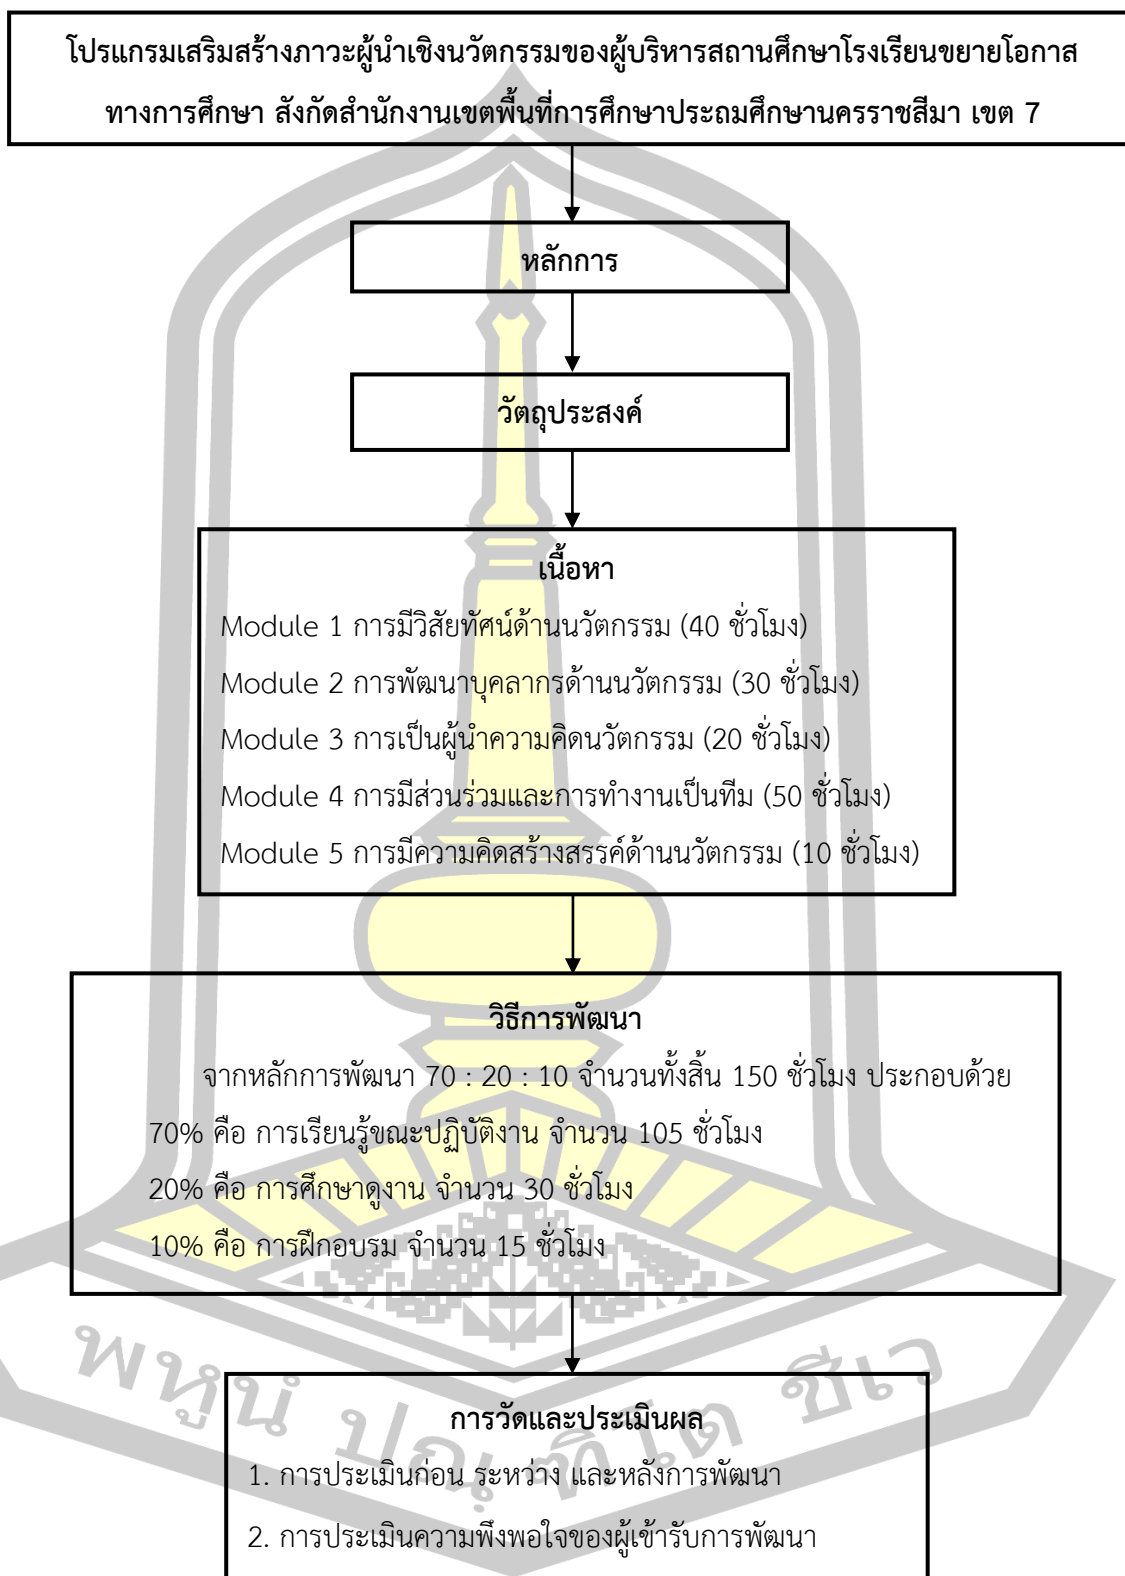 โปรแกรมเสริมสร้างภาวะผู้นำเชิงนวัตกรรมของผู้บริหารสถานศึกษาโรงเรียนขยายโอกาส
ทางการศึกษา สังกัดสำนักงานเขตพื้นที่การศึกษาประถมศึกษานครราชสีมา เขต 7
หลักการ
วัตถุประสงค์
เนื้อหา
Module 1 การมีวิสัยทัศน์ด้านนวัตกรรม (40 ชั่วโมง)
Module 2 การพัฒนาบุคลากรด้านนวัตกรรม (30 ชั่วโมง)
Module 3 การเป็นผู้นำความคิดนวัตกรรม (20 ชั่วโมง)
Module 4 การมีส่วนร่วมและการทำงานเป็นทีม (50 ชั่วโมง)
Module 5 การมีความคิดสร้างสรรค์ด้านนวัตกรรม (10 ชั่วโมง)
วิธีการพัฒนา
จากหลักการพัฒนา 70 : 20 : 10 จำนวนทั้งสิ้น 150 ชั่วโมง ประกอบด้วย
70% คือ การเรียนรู้ขณะปฏิบัติงาน จำนวน 105 ชั่วโมง
20% คือ การศึกษาดูงาน จำนวน 30 ชั่วโมง
10% คือ การฝึกอบรม จำนวน 15 ชั่วโมง
การวัดและประเมินผล
1. การประเมินก่อน ระหว่าง และหลังการพัฒนา
2. การประเมินความพึงพอใจของผู้เข้ารับการพัฒนา
พหูนํ ปณฺฑิโต ชีเว